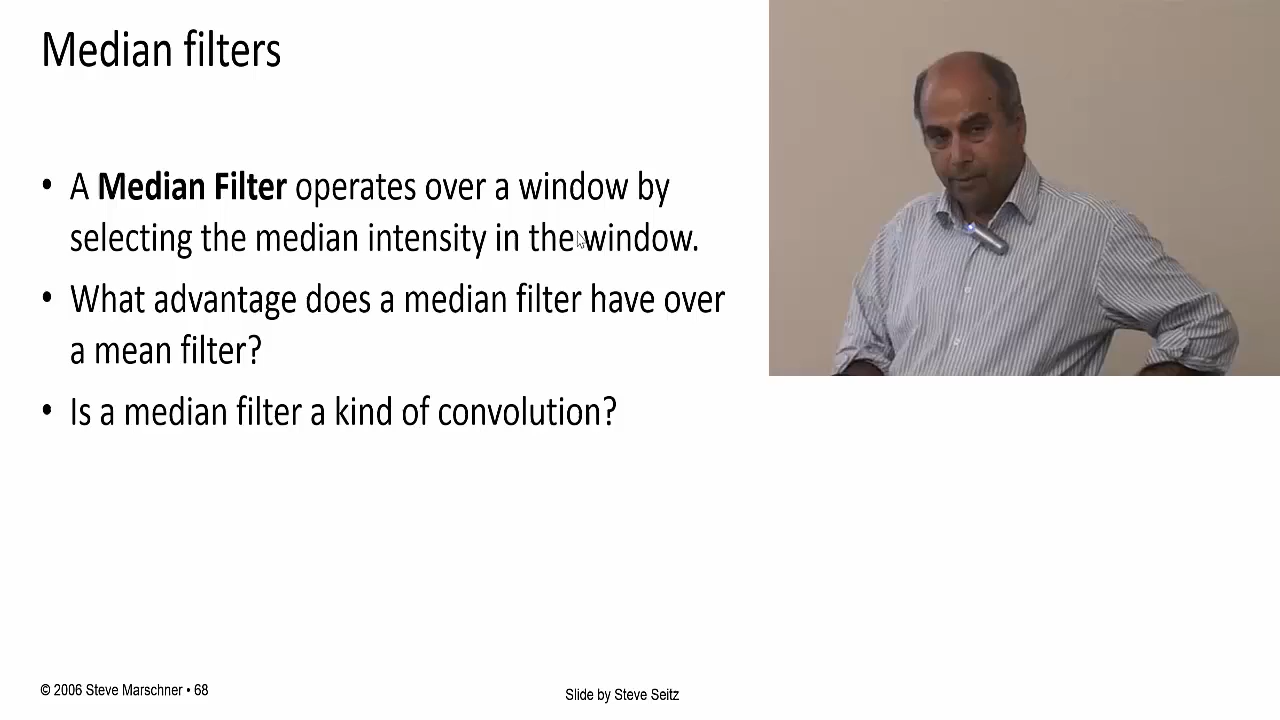 Median filters
• A Median Filter operates over a window by
selecting the median intensity in the window.
• What advantage does a median filter have over
a mean filter?
• Is a median filter a kind of convolution?
© 2006 Steve Marschner • 68
Slide by Steve Seitz